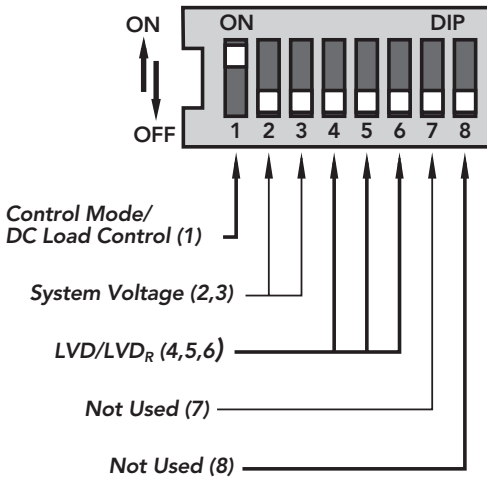 ON
ON DIP
OFF
1 2 3 4 5 6 7 8
Control Mode/
DC Load Control (1)
System Voltage (2,3)
LVD/LVDR (4,5,6)
Not Used (7)
Not Used (8)